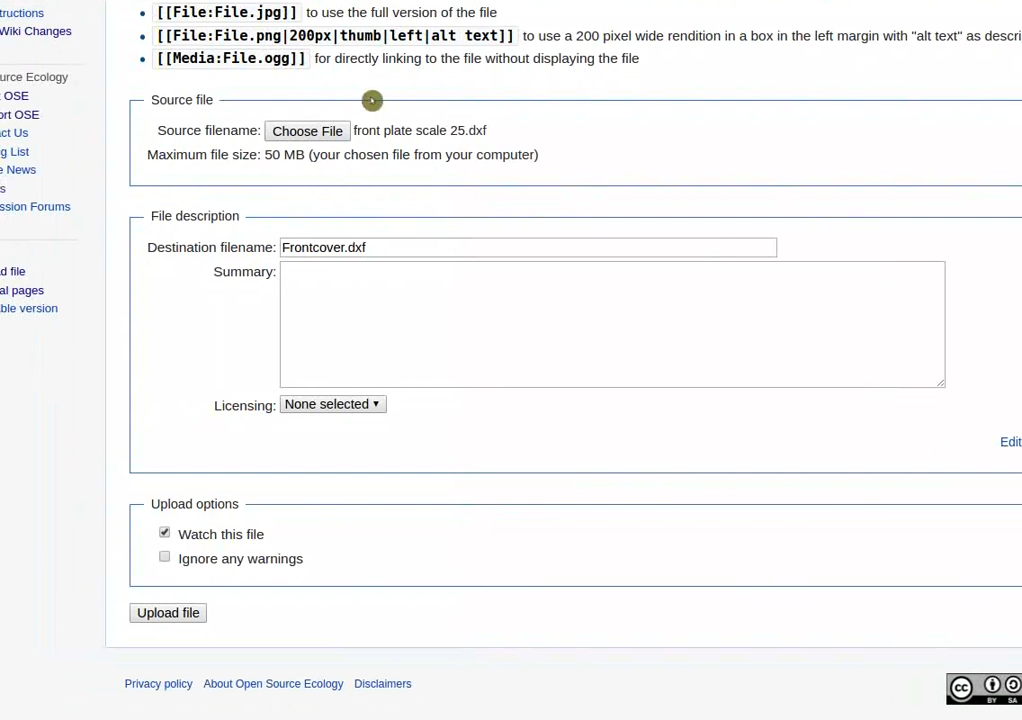 tructions
Wiki Changes
urce Ecology
t OSE
ort OSE
act Us
g List
e News
s
ssion Forums
d file
al pages
able version
[[File:File.jpg]] to use the full version of the file
[[File:File.png|200px|thumb|left|alt text]] to use a 200 pixel wide rendition in a box in the left margin with "alt text" as descri
[[Media:File.ogg]] for directly linking to the file without displaying the file
Source file
Source filename: Choose File front plate scale 25.dxf
Maximum file size: 50 MB (your chosen file from your computer)
File description
Destination filename: Frontcover.dxf
Summary:
Licensing: None selected
Edit
Upload options
Watch this file
Ignore any warnings
Upload file
Privacy policy About Open Source Ecology Disclaimers
cc BY SA